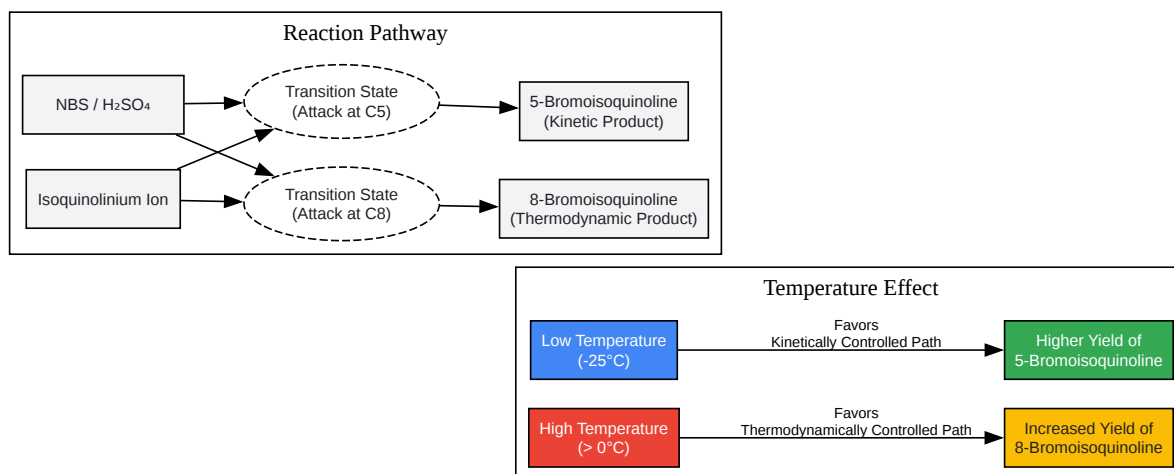 Reaction Pathway
NBS / H₂SO₄
Transition State
(Attack at C5)
5-Bromoisoquinoline
(Kinetic Product)
Isoquinolinium Ion
Transition State
(Attack at C8)
8-Bromoisoquinoline
(Thermodynamic Product)
Temperature Effect
Low Temperature
(-25°C)
Favors
Kinetically Controlled Path
Higher Yield of
5-Bromoisoquinoline
High Temperature
(> 0°C)
Favors
Thermodynamically Controlled Path
Increased Yield of
8-Bromoisoquinoline